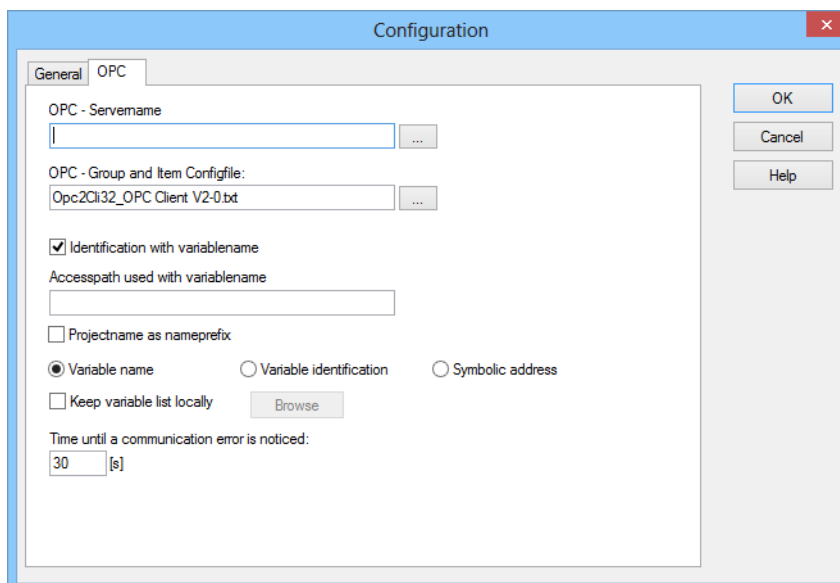 Configuration
General OPC
OPC - Servername
...
OPC - Group and Item Configfile:
Opc2Cli32_OPC Client V2-0.txt ...
Identification with variablename
Accesspath used with variablename
Projectname as nameprefix
Variable name Variable identification Symbolic address
Keep variable list locally Browse
Time until a communication error is noticed:
30 [s]
OK
Cancel
Help